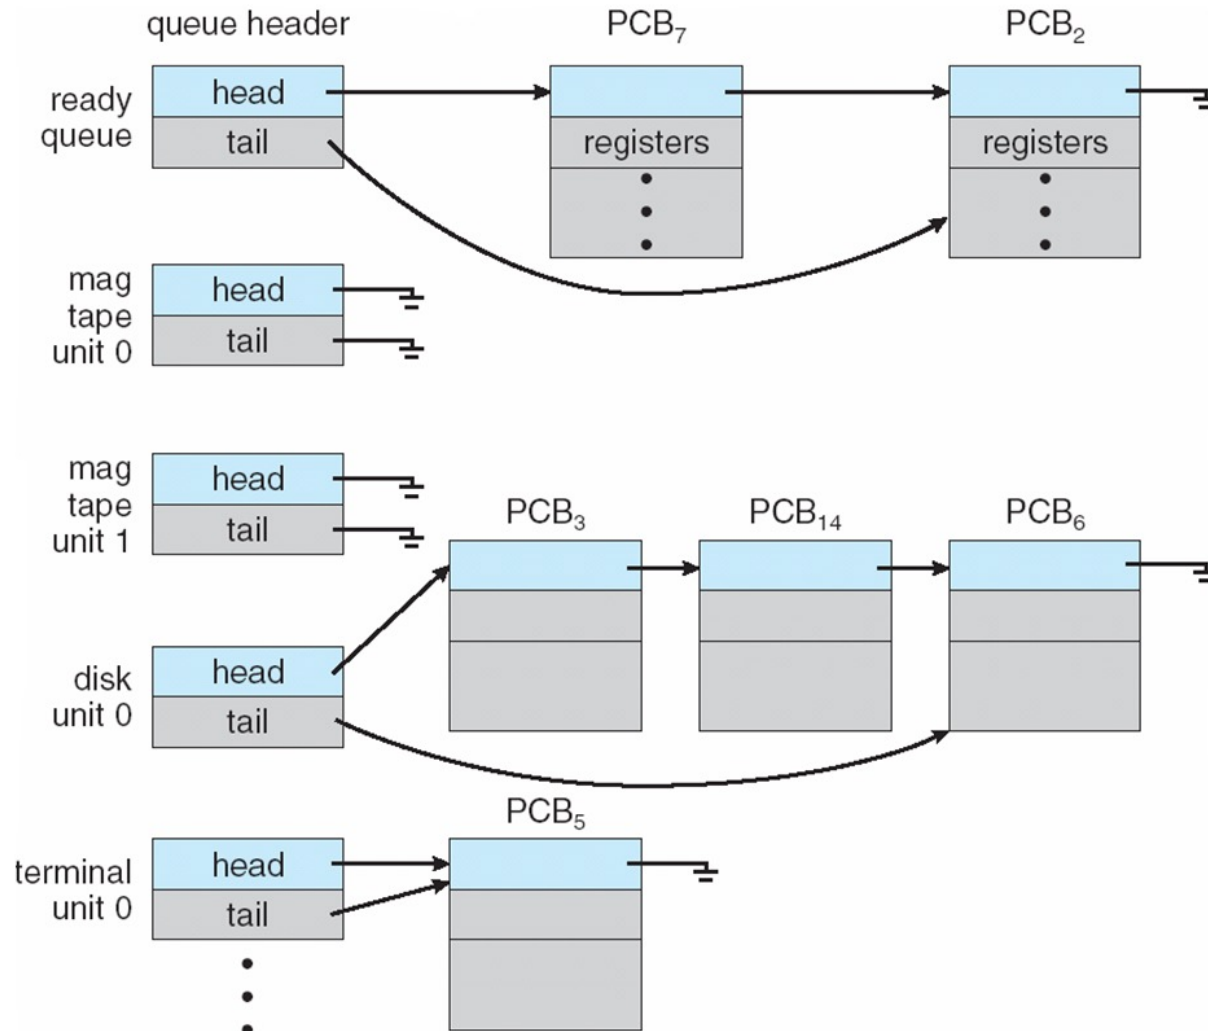 queue header
PCB₇
PCB₂
ready
queue
head
tail
registers
registers
mag
tape
unit 0
head
tail
mag
tape
unit 1
head
tail
PCB₃
PCB₁₄
PCB₆
disk
unit 0
head
tail
PCB₅
terminal
unit 0
head
tail